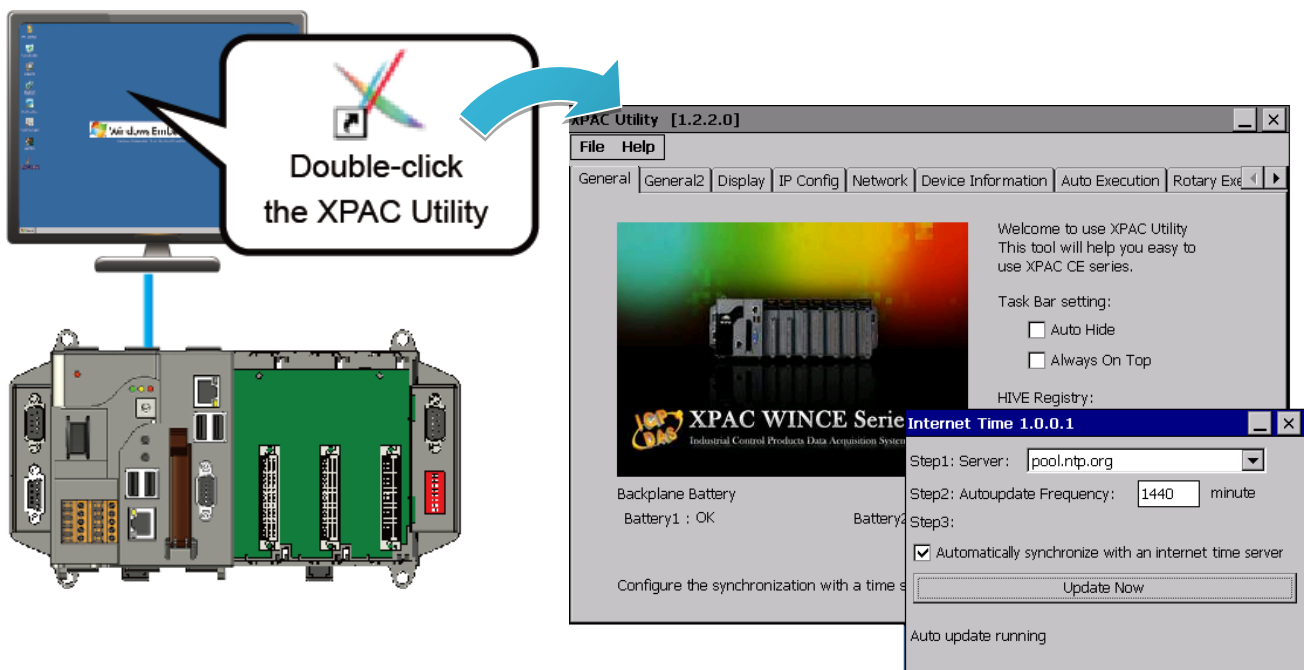 Windows Emb
Double-click
the XPAC Utility
XPAC Utility [1.2.2.0]
File Help
General General2 Display IP Config Network Device Information Auto Execution Rotary Exe
Welcome to use XPAC Utility
This tool will help you easy to
use XPAC CE series.
Task Bar setting:
Auto Hide
Always On Top
HIVE Registry:
ICP DAS
XPAC WINCE Serie
Industrial Control Products Data Acquisition System
Backplane Battery
Battery1 : OK Battery2
Configure the synchronization with a time s
Internet Time 1.0.0.1
Step1: Server: pool.ntp.org
Step2: Autoupdate Frequency: 1440 minute
Step3:
Automatically synchronize with an internet time server
Update Now
Auto update running